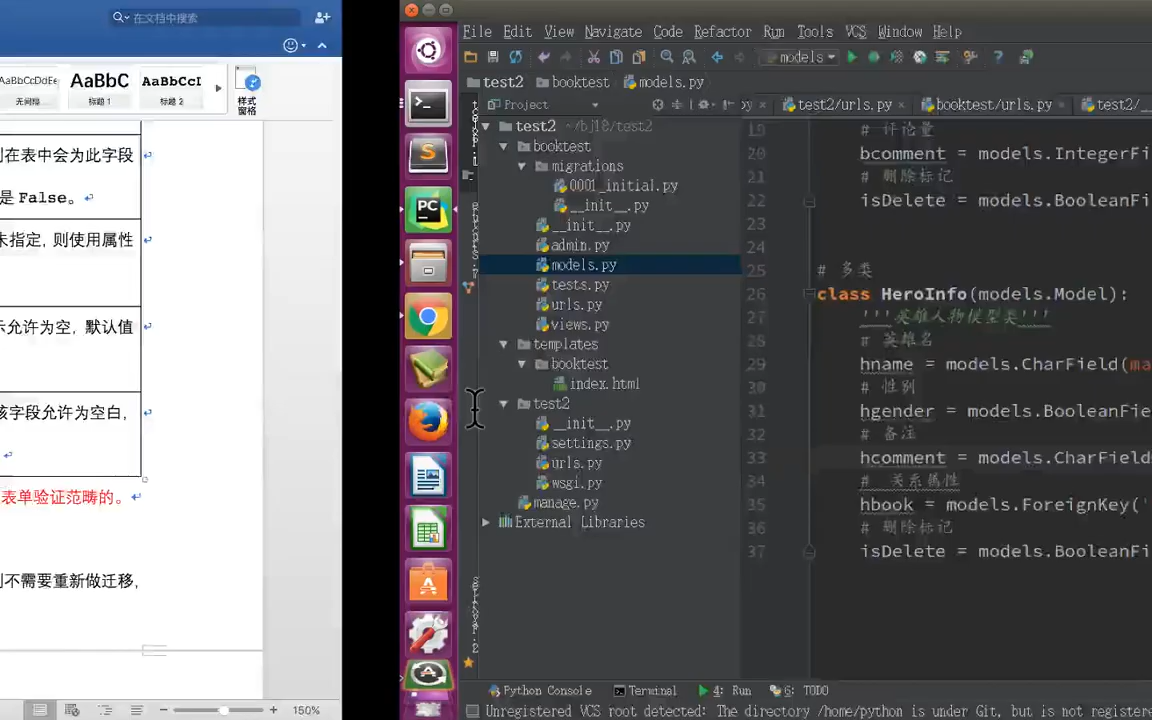 在文档中搜索
AaBbCcDdEe
AaBbC
AaBbCcI
无间隔
标题 1
标题 2
样式
窗格
在表中会为此字段
是 False。
未指定, 则使用属性
示允许为空, 默认值
该字段允许为空白,
表单验证范畴的。
则不需要重新做迁移,
150%
File Edit View Navigate Code Refactor Run Tools VCS Window Help
models
test2 booktest models.py
Project
test2/urls.py
booktest/urls.py
test2/
test2 ~/bj18/test2
booktest
migrations
0001_initial.py
__init__.py
__init__.py
admin.py
models.py
tests.py
urls.py
views.py
templates
booktest
index.html
test2
__init__.py
settings.py
urls.py
wsgi.py
manage.py
External Libraries
19 # 评论量
20 bcomment = models.IntegerFi
21 # 删除标记
22 isDelete = models.BooleanFi
23
24
25 # 多类
26 class HeroInfo(models.Model):
27 '''英雄人物模型类'''
28 # 英雄名
29 hname = models.CharField(ma
30 # 性别
31 hgender = models.BooleanFie
32 # 备注
33 hcomment = models.CharField
34 # 关系属性
35 hbook = models.ForeignKey('
36 # 删除标记
37 isDelete = models.BooleanFi
Python Console Terminal 4: Run 6: TODO
Unregistered VCS root detected: The directory /home/python is under Git, but is not registere